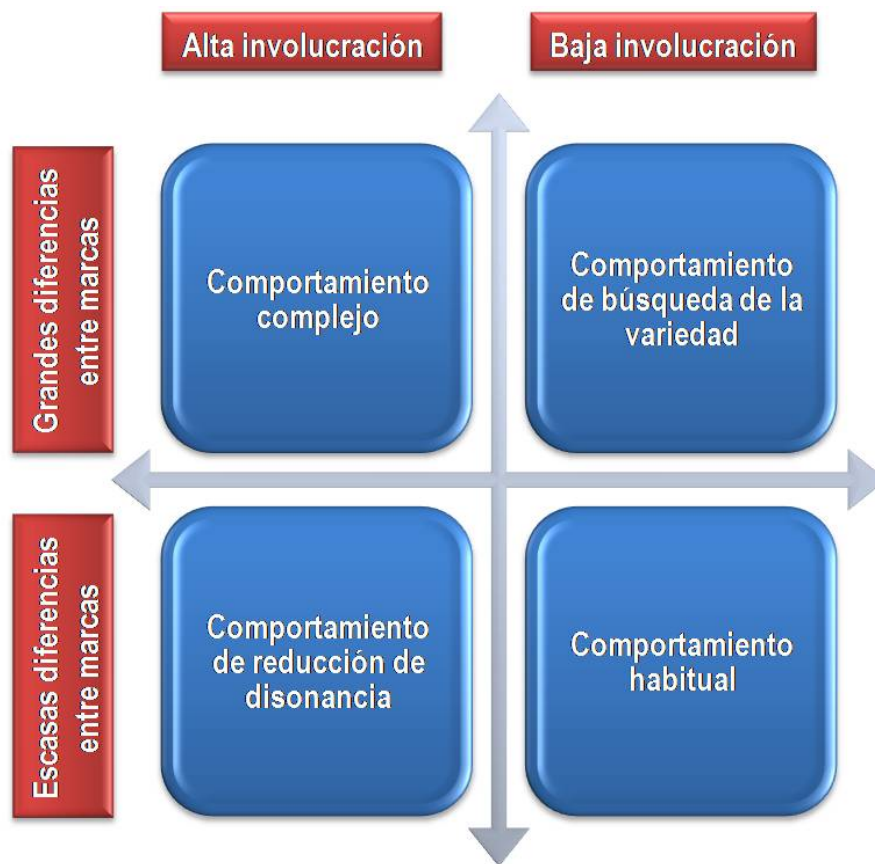 Alta involucración
Baja involucración
Grandes diferencias
entre marcas
Comportamiento
complejo
Comportamiento
de búsqueda de la
variedad
Escasas diferencias
entre marcas
Comportamiento
de reducción de
disonancia
Comportamiento
habitual